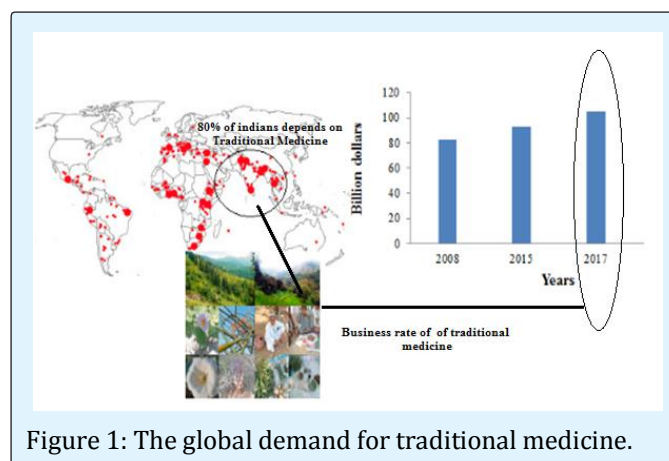 80% of indians depends on
Traditional Medicine
Billion dollars
120
100
80
60
40
20
0
2008
2015
2017
Years
Business rate of of traditional
medicine
Figure 1: The global demand for traditional medicine.